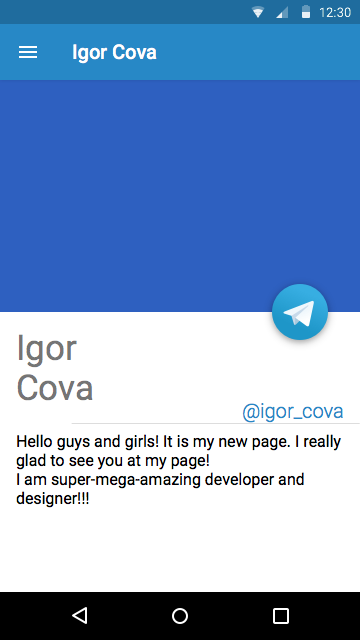 12:30
Igor Cova
Igor
Cova
@igor_cova
Hello guys and girls! It is my new page. I really
glad to see you at my page!
I am super-mega-amazing developer and
designer!!!